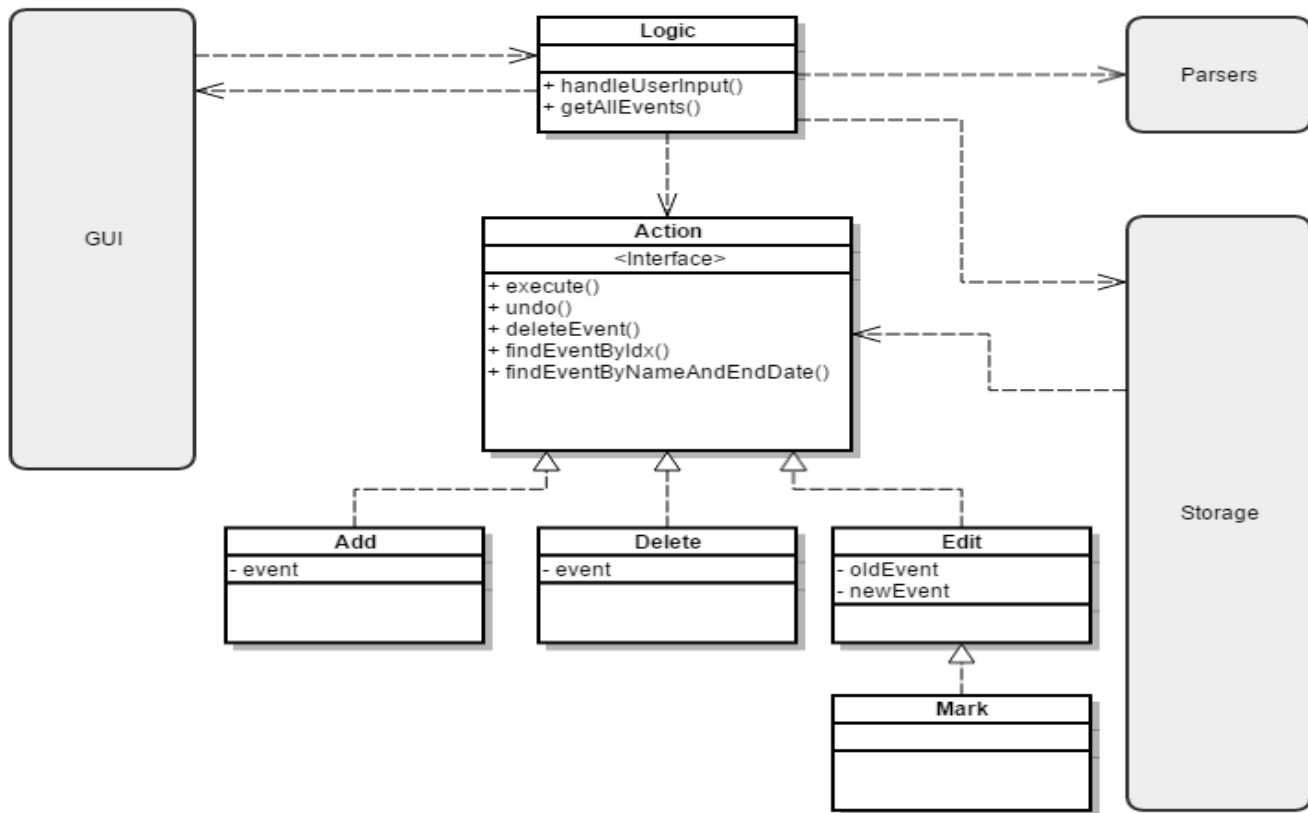 Logic
+ handleUserInput()
+ getAllEvents()
Parsers
GUI
Action
<Interface>
+ execute()
+ undo()
+ deleteEvent()
+ findEventByIdx()
+ findEventByNameAndEndDate()
Storage
Add
- event
Delete
- event
Edit
- oldEvent
- newEvent
Mark